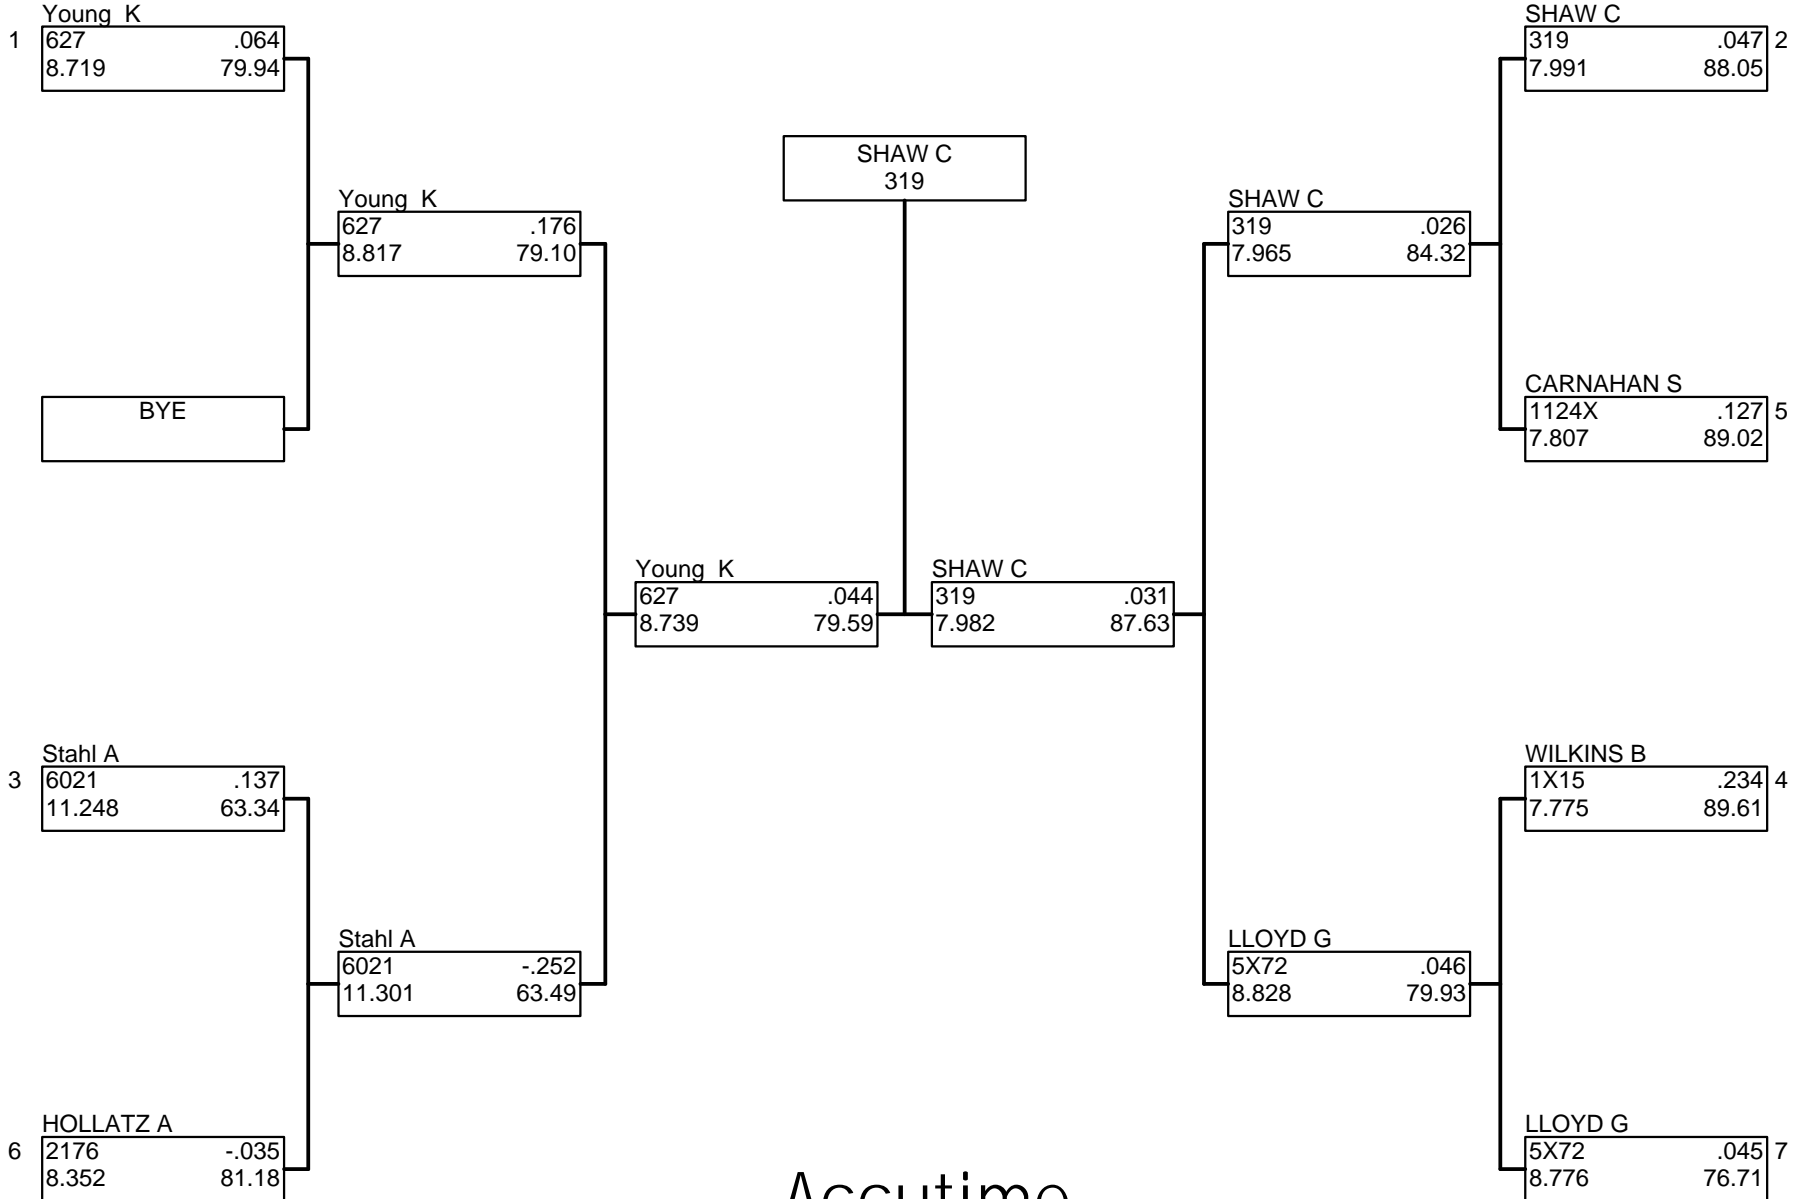 Young  K
1 627 .064
8.719 79.94
BYE
Stahl A
3 6021 .137
11.248 63.34
HOLLATZ A
6 2176 -.035
8.352 81.18
Young  K
627 .176
8.817 79.10
Stahl A
6021 -.252
11.301 63.49
Young  K
627 .044
8.739 79.59
SHAW C
319
SHAW C
319 .031
7.982 87.63
SHAW C
319 .026
7.965 84.32
LLOYD G
5X72 .046
8.828 79.93
SHAW C
319 .047 2
7.991 88.05
CARNAHAN S
1124X .127 5
7.807 89.02
WILKINS B
1X15 .234 4
7.775 89.61
LLOYD G
5X72 .045 7
8.776 76.71
Accutime